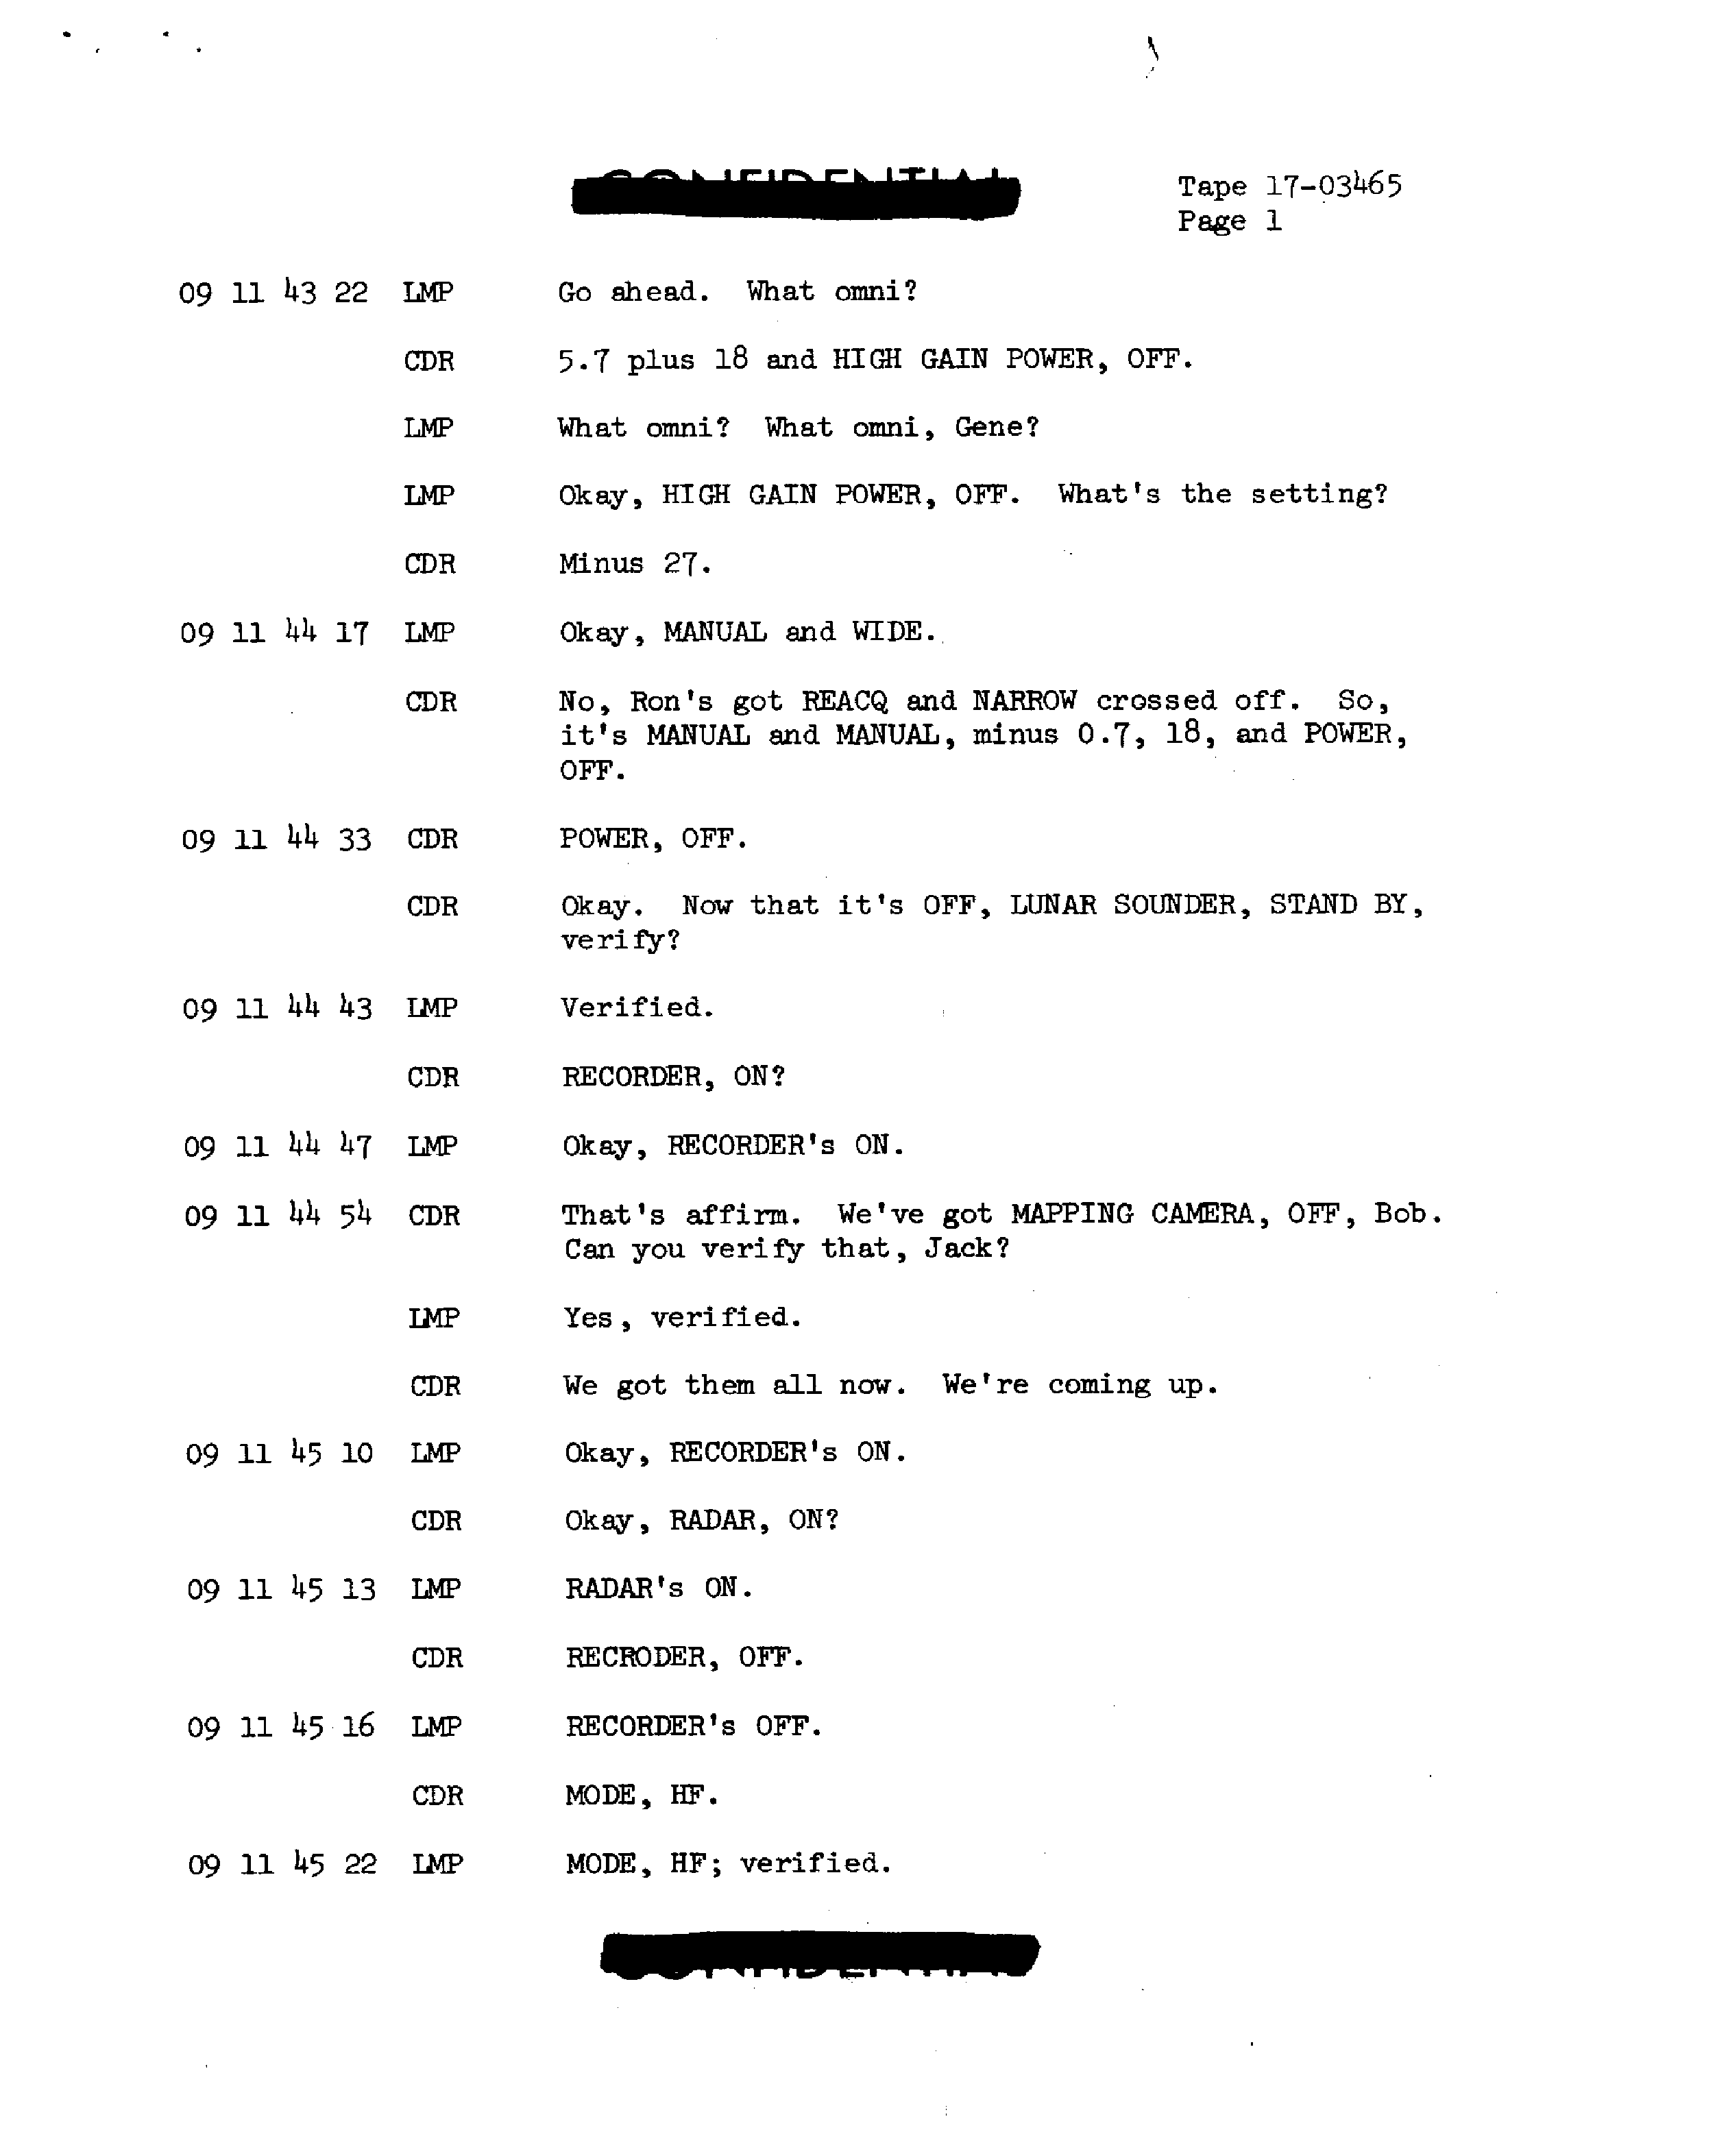 CONFIDENTIAL
Tape 17-03465
Page 1
09 11 43 22 LMP Go ahead. What omni?
CDR 5.7 plus 18 and HIGH GAIN POWER, OFF.
LMP What omni? What omni, Gene?
LMP Okay, HIGH GAIN POWER, OFF. What's the setting?
CDR Minus 27.
09 11 44 17 LMP Okay, MANUAL and WIDE.
CDR No, Ron's got REACQ and NARROW crossed off. So,
it's MANUAL and MANUAL, minus 0.7, 18, and POWER,
OFF.
09 11 44 33 CDR POWER, OFF.
CDR Okay. Now that it's OFF, LUNAR SOUNDER, STAND BY,
verify?
09 11 44 43 LMP Verified.
CDR RECORDER, ON?
09 11 44 47 LMP Okay, RECORDER's ON.
09 11 44 54 CDR That's affirm. We've got MAPPING CAMERA, OFF, Bob.
Can you verify that, Jack?
LMP Yes, verified.
CDR We got them all now. We're coming up.
09 11 45 10 LMP Okay, RECORDER's ON.
CDR Okay, RADAR, ON?
09 11 45 13 LMP RADAR's ON.
CDR RECRODER, OFF.
09 11 45 16 LMP RECORDER's OFF.
CDR MODE, HF.
09 11 45 22 LMP MODE, HF; verified.
CONFIDENTIAL